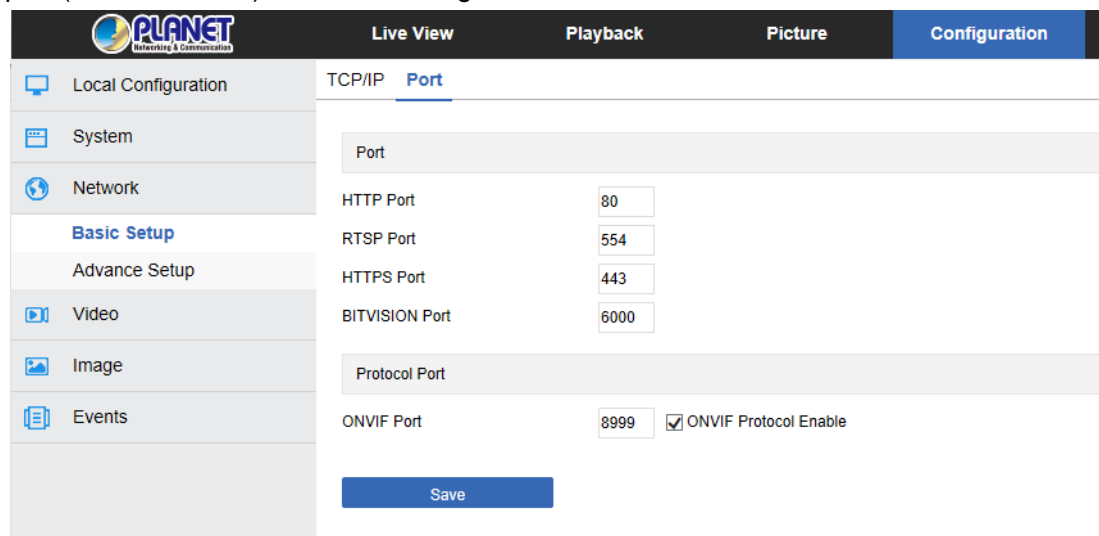 PLANET
Networking & Communication
Live View Playback Picture Configuration
Local Configuration
TCP/IP Port
System
Port
Network
HTTP Port 80
Basic Setup
RTSP Port 554
Advance Setup
HTTPS Port 443
Video
BITVISION Port 6000
Image
Protocol Port
Events
ONVIF Port 8999 ONVIF Protocol Enable
Save